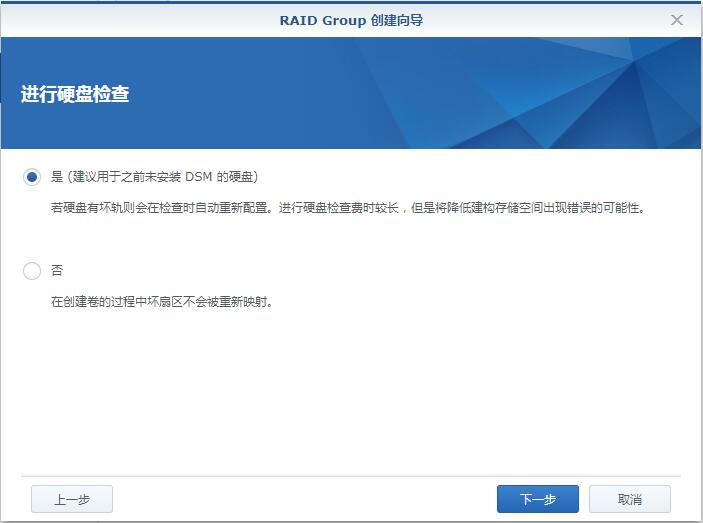 RAID Group 创建向导
进行硬盘检查
是 (建议用于之前未安装 DSM 的硬盘)
若硬盘有坏轨则会在检查时自动重新配置。进行硬盘检查费时较长，但是将降低建构存储空间出现错误的可能性。
否
在创建卷的过程中坏扇区不会被重新映射。
上一步
下一步
取消